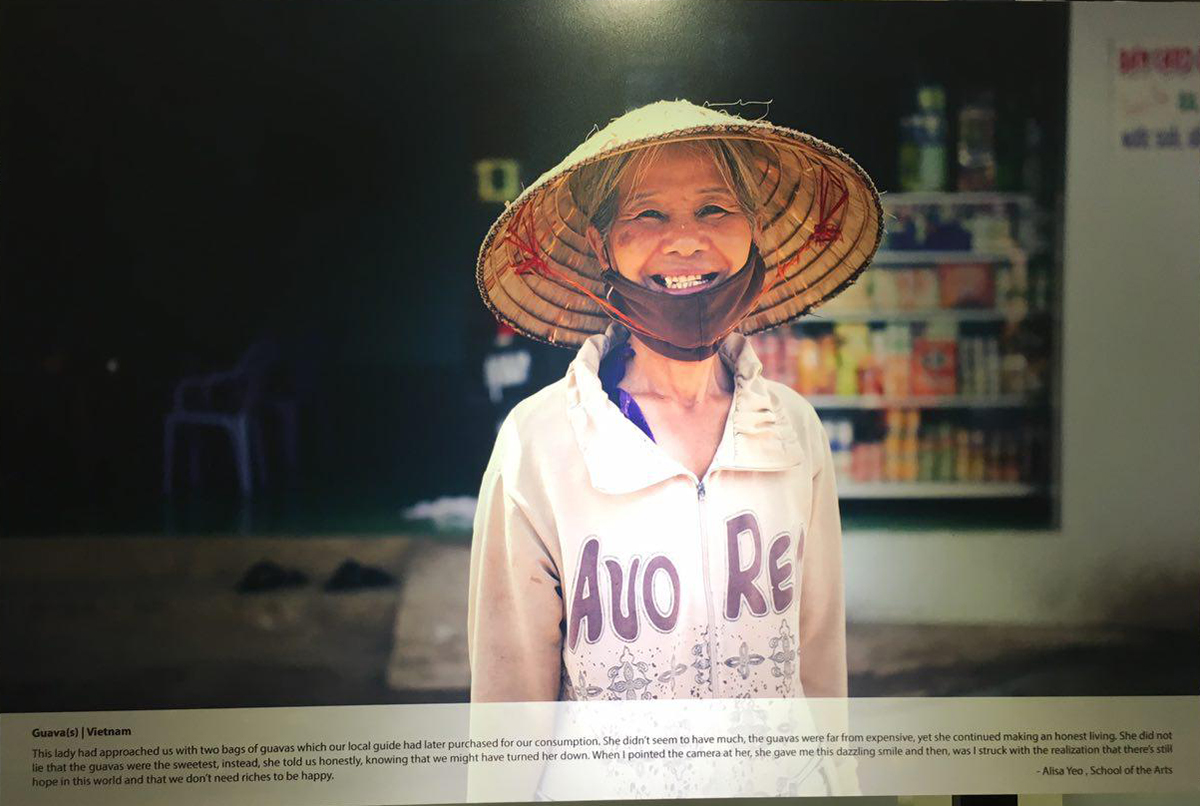 AUO RE
Guava(s) | Vietnam
This lady had approached us with two bags of guavas which our local guide had later purchased for our consumption. She didn't seem to have much, the guavas were far from expensive, yet she continued making an honest living. She did not
lie that the guavas were the sweetest, instead, she told us honestly, knowing that we might have turned her down. When I pointed the camera at her, she gave me this dazzling smile and then, was I struck with the realization that there's still
hope in this world and that we don't need riches to be happy.
- Alisa Yeo , School of the Arts